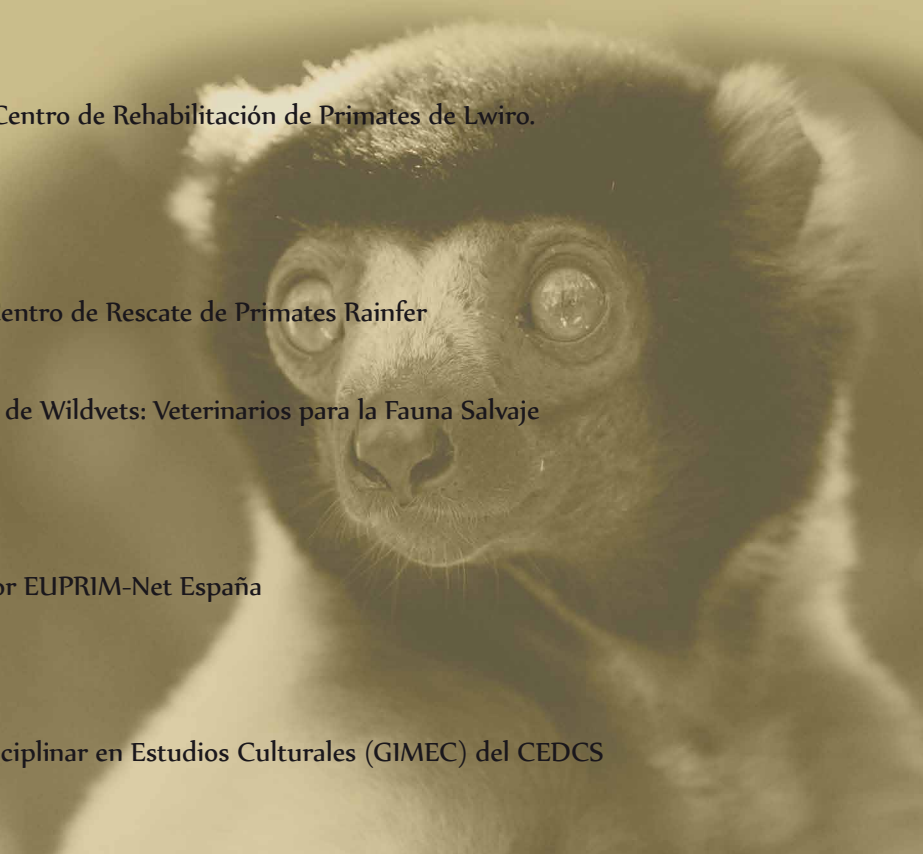 Centro de Rehabilitación de Primates de Lwiro.
entro de Rescate de Primates Rainfer
de Wildvets: Veterinarios para la Fauna Salvaje
or EUPRIM-Net España
ciplinar en Estudios Culturales (GIMEC) del CEDCS